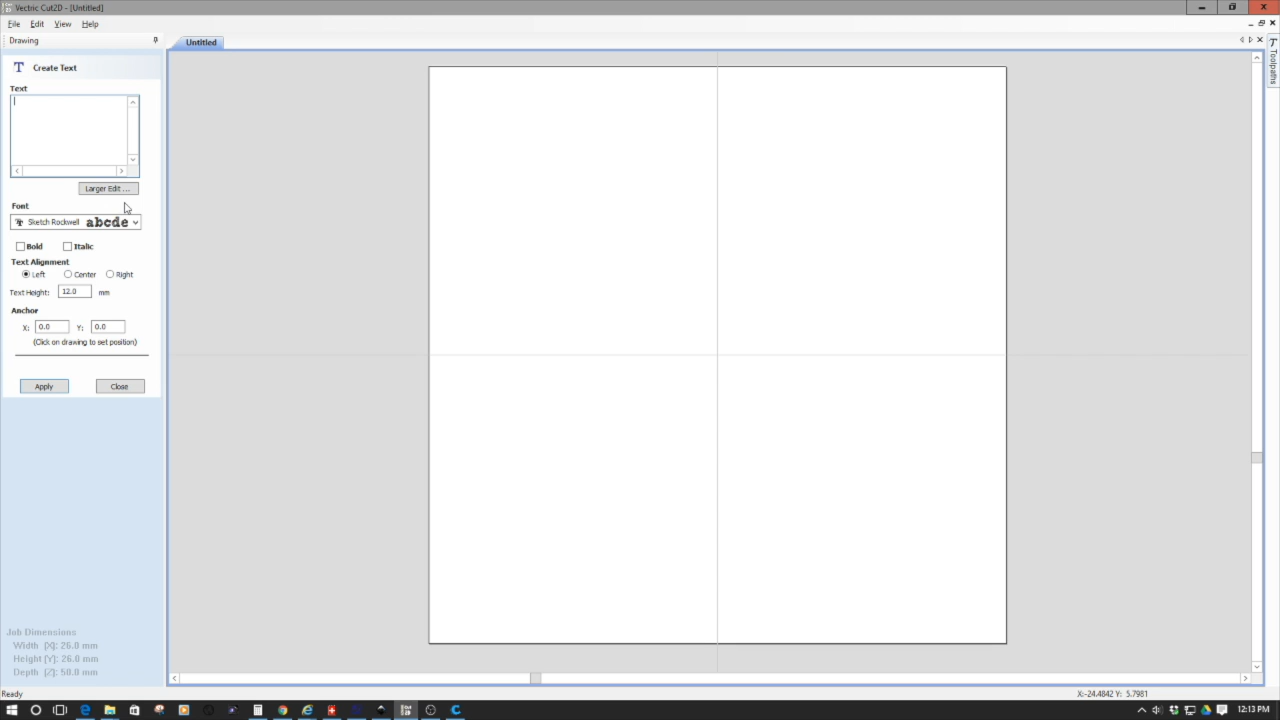 Vectric Cut2D - [Untitled]
File Edit View Help
Drawing
Untitled
Toolpaths
T Create Text
Text
Larger Edit ...
Font
Sketch Rockwell abcde
Bold Italic
Text Alignment
Left Center Right
Text Height: 12.0 mm
Anchor
X: 0.0 Y: 0.0
(Click on drawing to set position)
Apply Close
Job Dimensions
Width [X]: 26.0 mm
Height [Y]: 26.0 mm
Depth [Z]: 50.0 mm
Ready
X:-24.4842 Y: 5.7981
12:13 PM